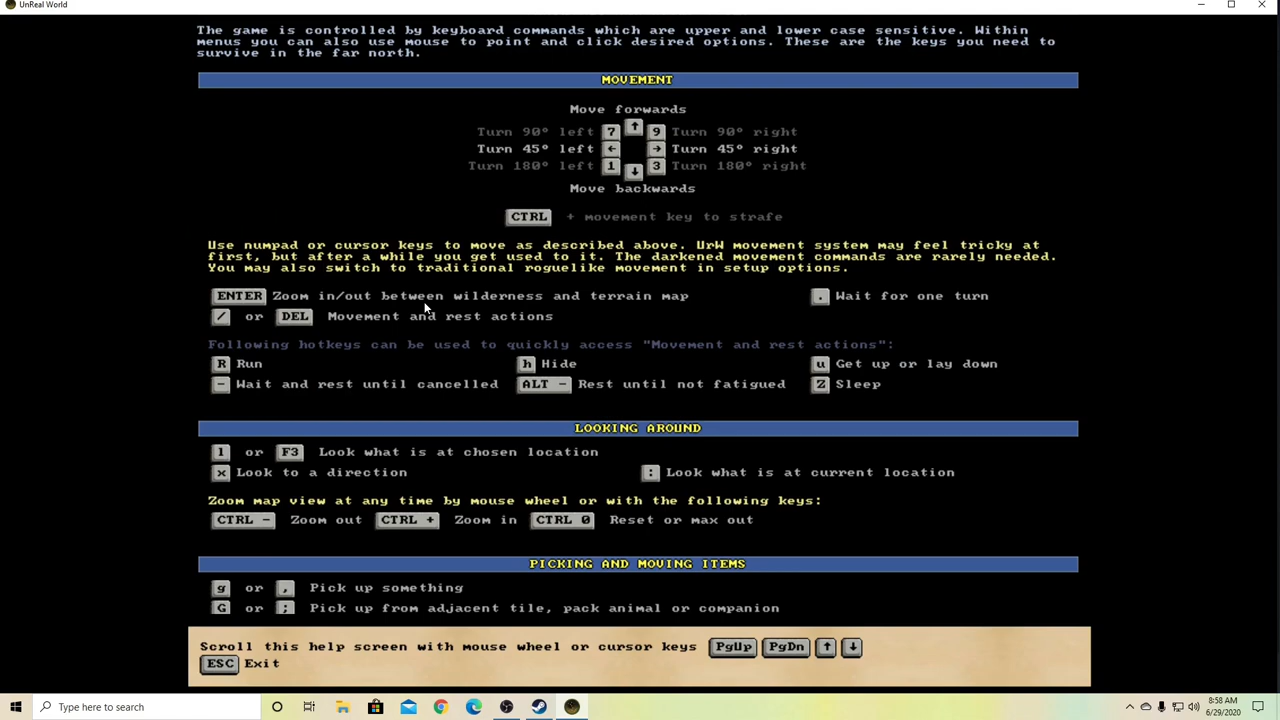 UnReal World
The game is controlled by keyboard commands which are upper and lower case sensitive. Within
menus you can also use mouse to point and click desired options. These are the keys you need to
survive in the far north.
MOVEMENT
Move forwards
Turn 90° left 7 ↑ 9 Turn 90° right
Turn 45° left ← → Turn 45° right
Turn 180° left 1 ↓ 3 Turn 180° right
Move backwards
CTRL + movement key to strafe
Use numpad or cursor keys to move as described above. UrW movement system may feel tricky at
first, but after a while you get used to it. The darkened movement commands are rarely needed.
You may also switch to traditional roguelike movement in setup options.
ENTER Zoom in/out between wilderness and terrain map . Wait for one turn
/ or DEL Movement and rest actions
Following hotkeys can be used to quickly access "Movement and rest actions":
R Run h Hide u Get up or lay down
- Wait and rest until cancelled ALT - Rest until not fatigued Z Sleep
LOOKING AROUND
l or F3 Look what is at chosen location
x Look to a direction : Look what is at current location
Zoom map view at any time by mouse wheel or with the following keys:
CTRL - Zoom out CTRL + Zoom in CTRL 0 Reset or max out
PICKING AND MOVING ITEMS
g or , Pick up something
G or ; Pick up from adjacent tile, pack animal or companion
Scroll this help screen with mouse wheel or cursor keys PgUp PgDn ↑ ↓
ESC Exit
Type here to search
8:58 AM
6/29/2020